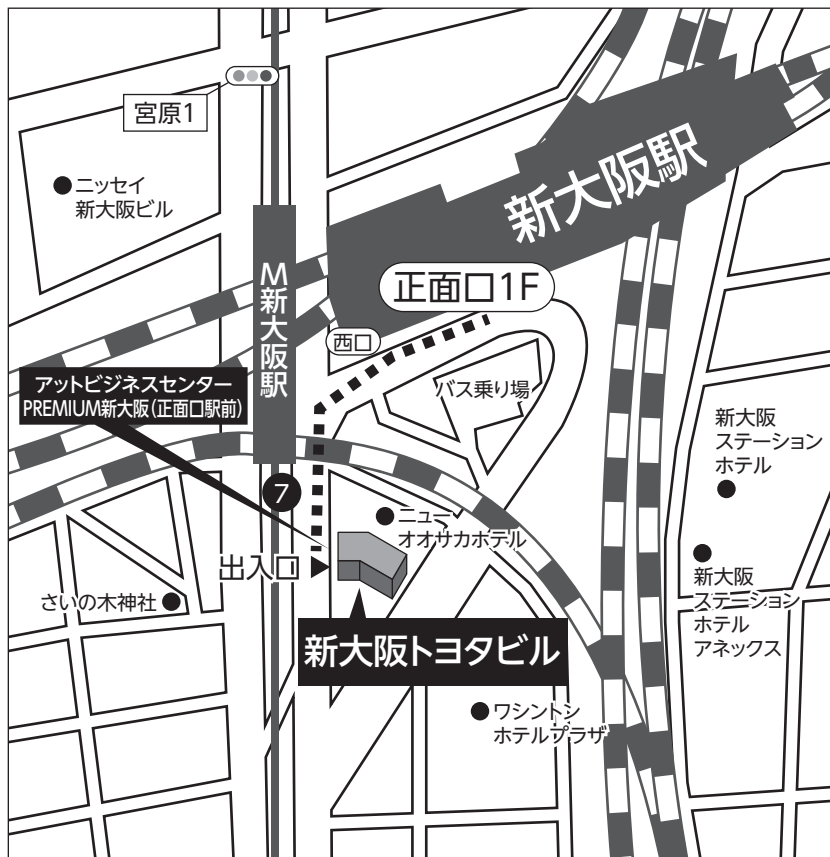 宮原1
ニッセイ
新大阪ビル
新大阪駅
M新大阪駅
正面口1F
西口
アットビジネスセンター
PREMIUM新大阪（正面口駅前）
バス乗り場
新大阪
ステーション
ホテル
7
ニュー
オオサカホテル
出入口
新大阪
ステーション
ホテル
アネックス
さいの木神社
新大阪トヨタビル
ワシントン
ホテルプラザ